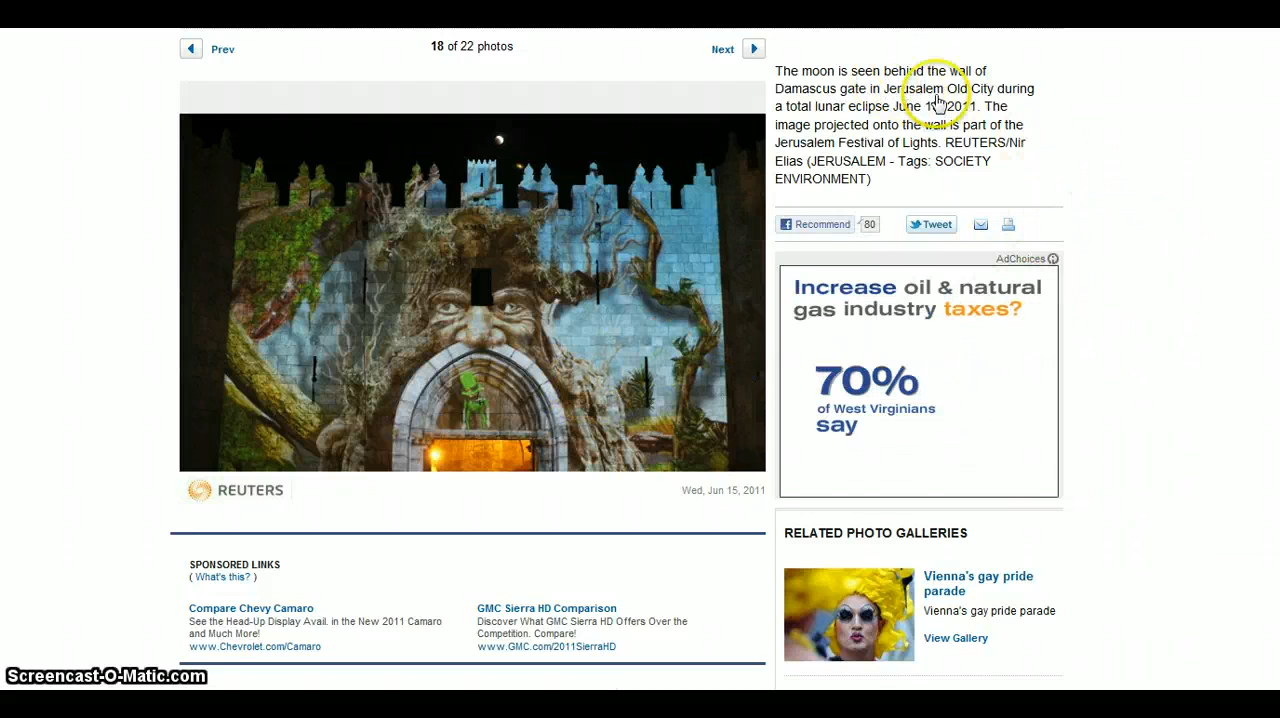 Prev
18 of 22 photos
Next
The moon is seen behind the wall of
Damascus gate in Jerusalem Old City during
a total lunar eclipse June 2011. The
image projected onto the wall is part of the
Jerusalem Festival of Lights. REUTERS/Nir
Elias (JERUSALEM - Tags: SOCIETY
ENVIRONMENT)
Recommend 80 Tweet
AdChoices
Increase oil & natural
gas industry taxes?
70%
of West Virginians
say
REUTERS
Wed, Jun 15, 2011
RELATED PHOTO GALLERIES
Vienna's gay pride
parade
Vienna's gay pride parade
View Gallery
SPONSORED LINKS
( What's this? )
Compare Chevy Camaro
See the Head-Up Display Avail. in the New 2011 Camaro
and Much More!
www.Chevrolet.com/Camaro
GMC Sierra HD Comparison
Discover What GMC Sierra HD Offers Over the
Competition. Compare!
www.GMC.com/2011SierraHD
Screencast-O-Matic.com